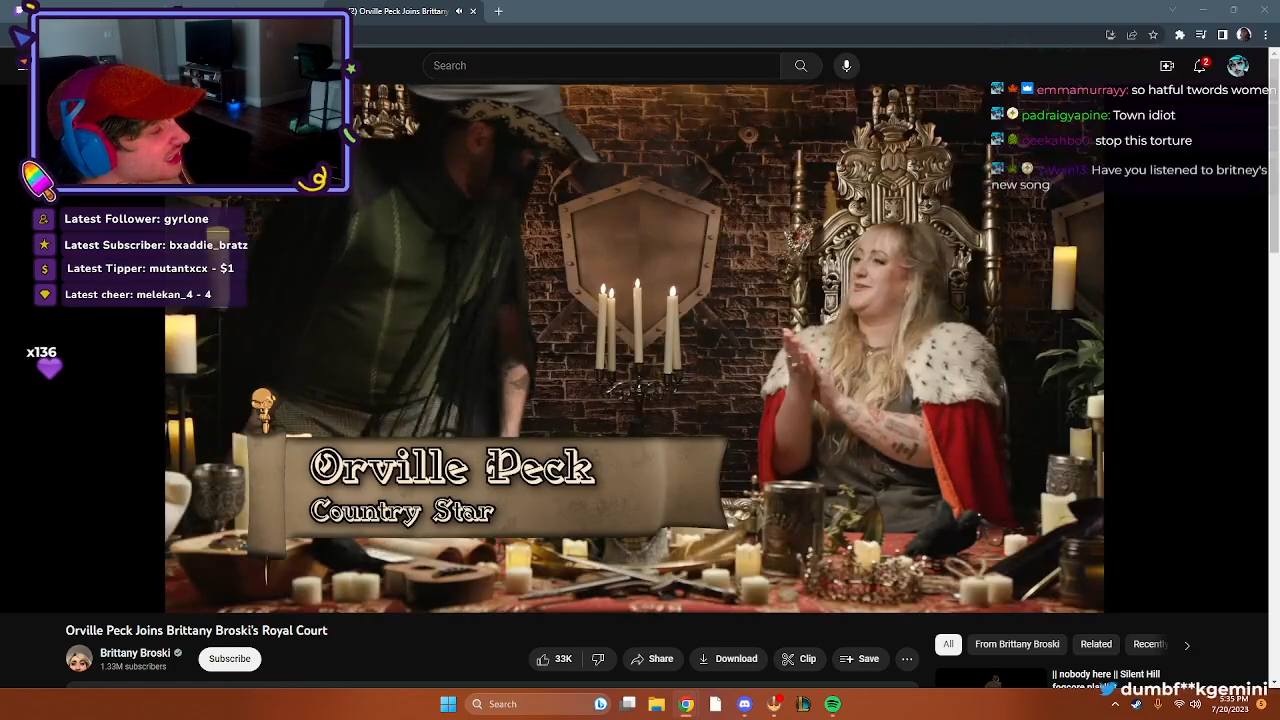 2) Orville Peck Joins Brittany
Search
2
emmamurrayy: so hatful twords women
padraigyapine: Town idiot
stop this torture
Have you listened to britney's
new song
Latest Follower: gyrlone
Latest Subscriber: bxaddie_bratz
Latest Tipper: mutantxcx - $1
Latest cheer: melekan_4 - 4
x136
Orville Peck
Country Star
Orville Peck Joins Brittany Broski's Royal Court
Brittany Broski
1.33M subscribers
Subscribe
33K
Share
Download
Clip
Save
All
From Brittany Broski
Related
Recently
|| nobody here || Silent Hill
dumbf**kgemini
Search
5:35 PM
7/20/2023
5